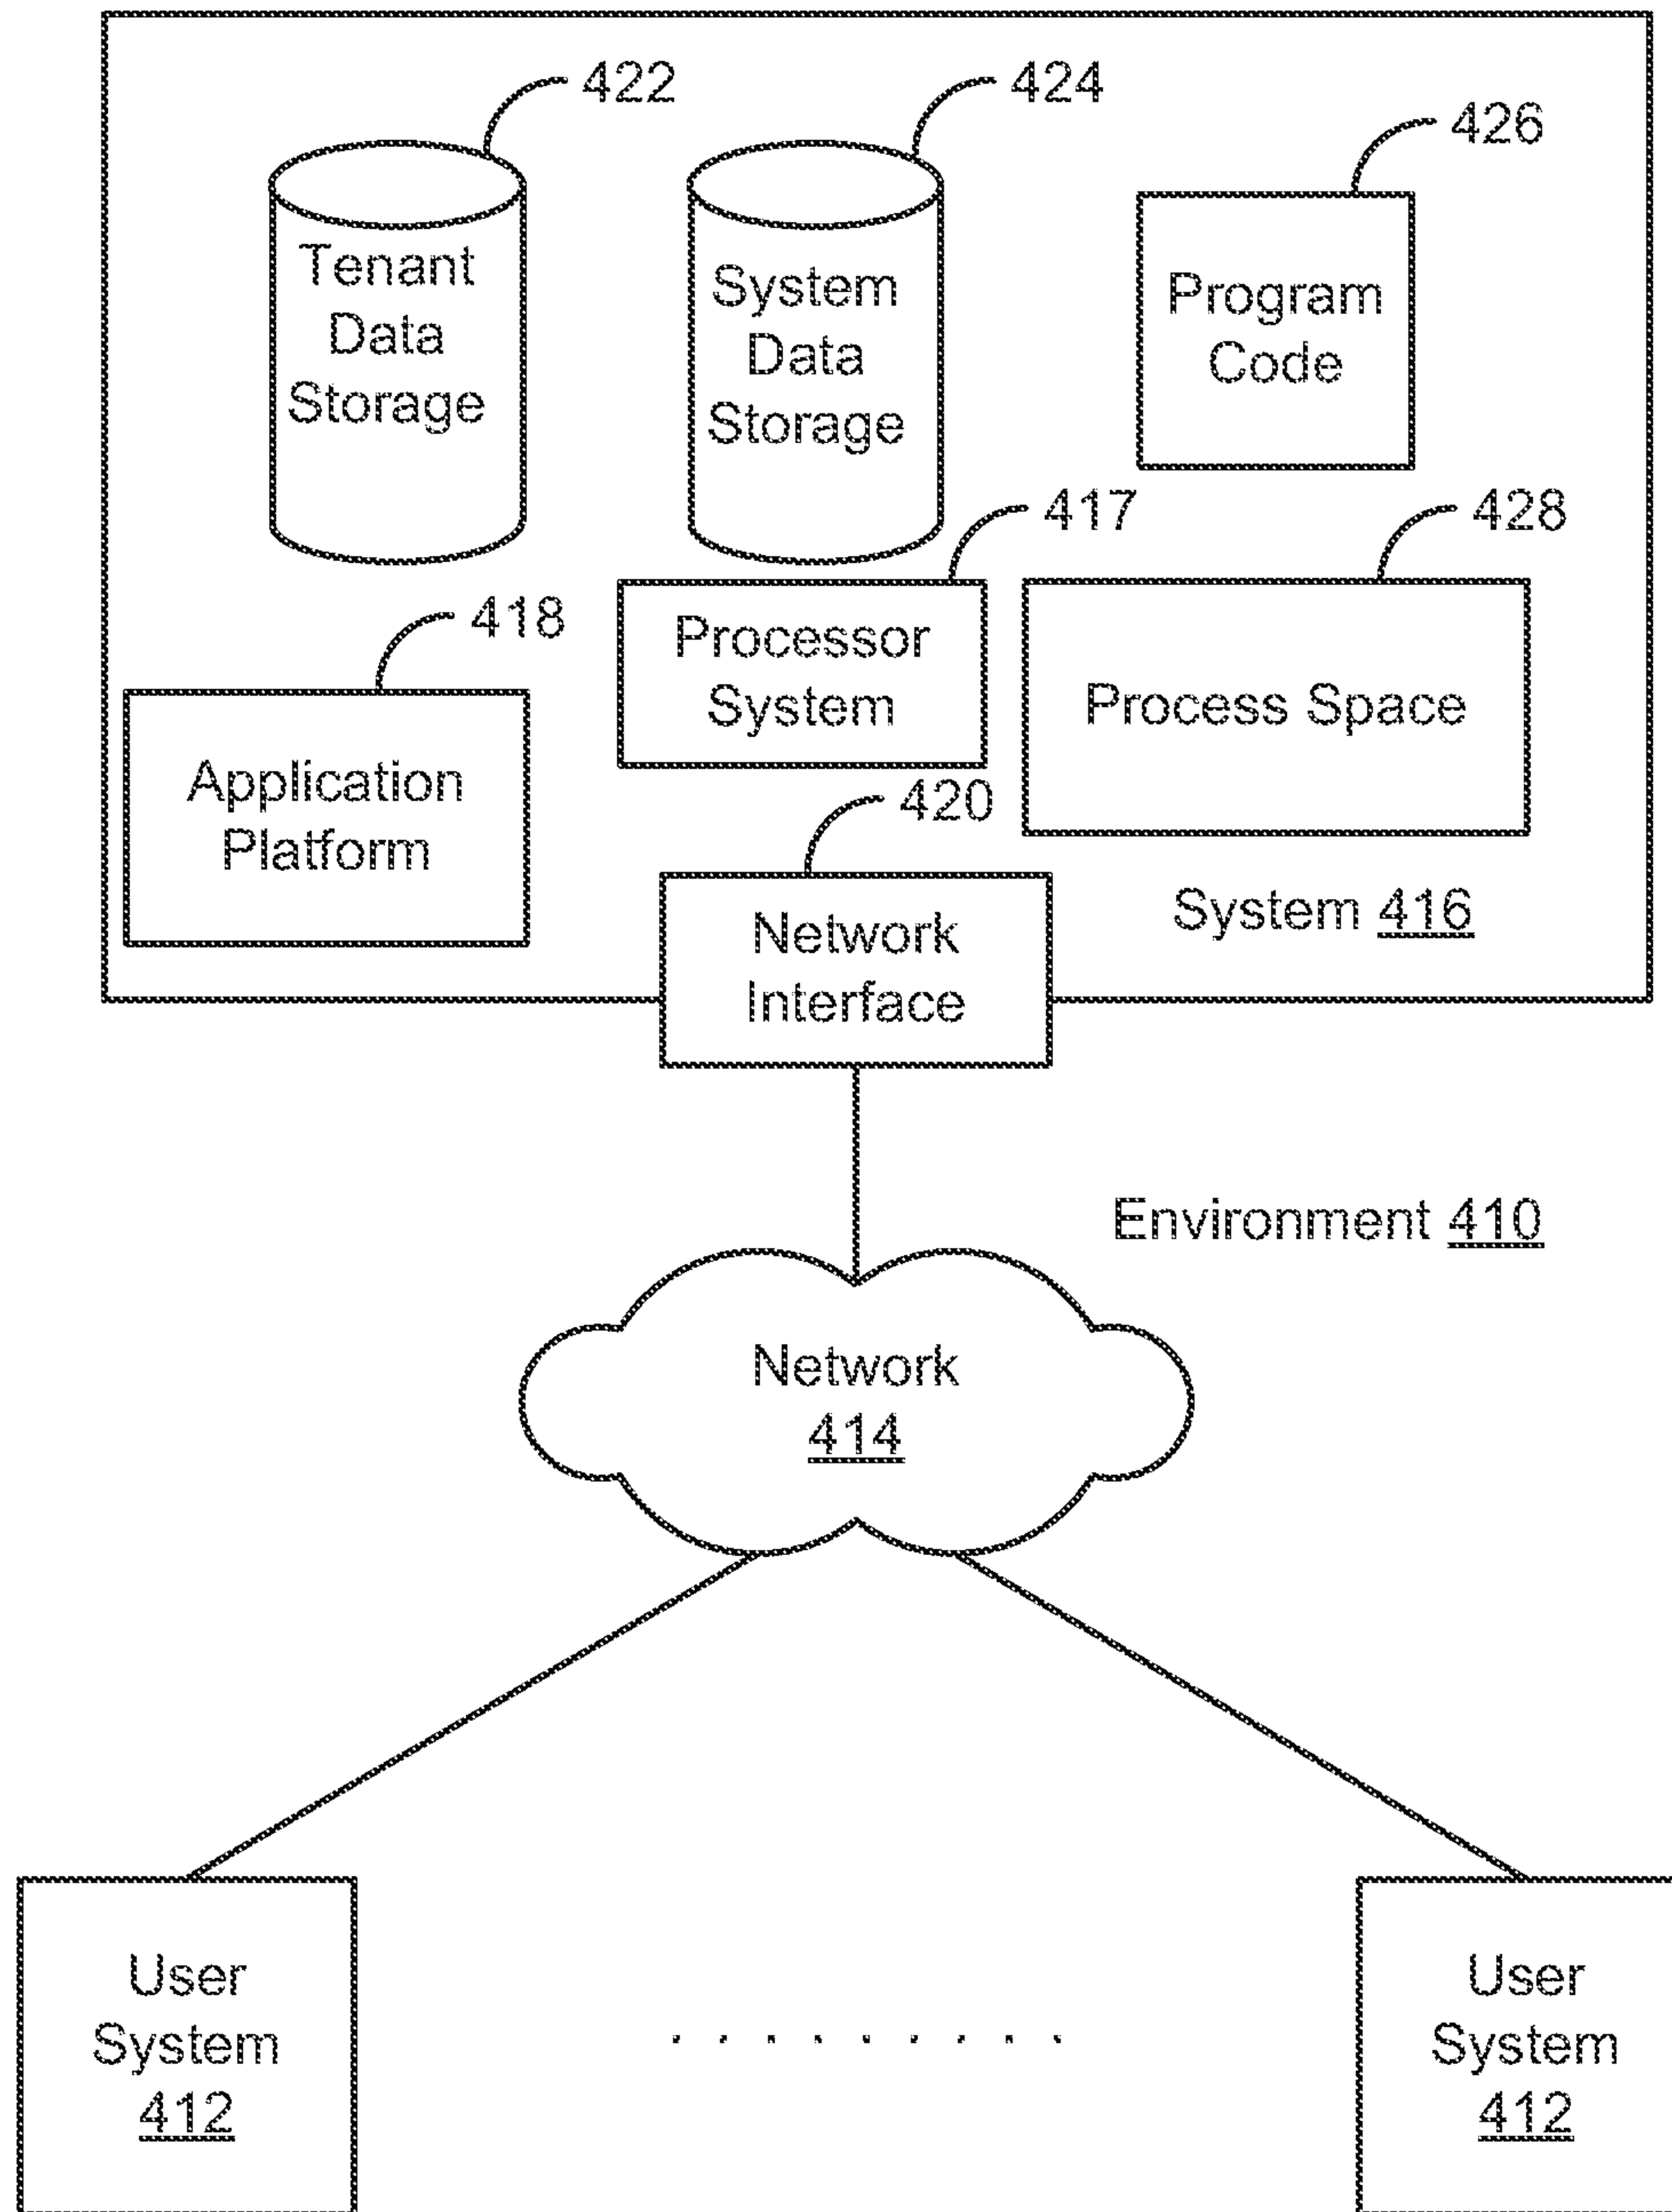 422
424
426
Tenant
Data
Storage
System
Data
Storage
Program
Code
417
428
418
Processor
System
Process Space
Application
Platform
420
Network
Interface
System 416
Environment 410
Network
414
User
System
412
User
System
412